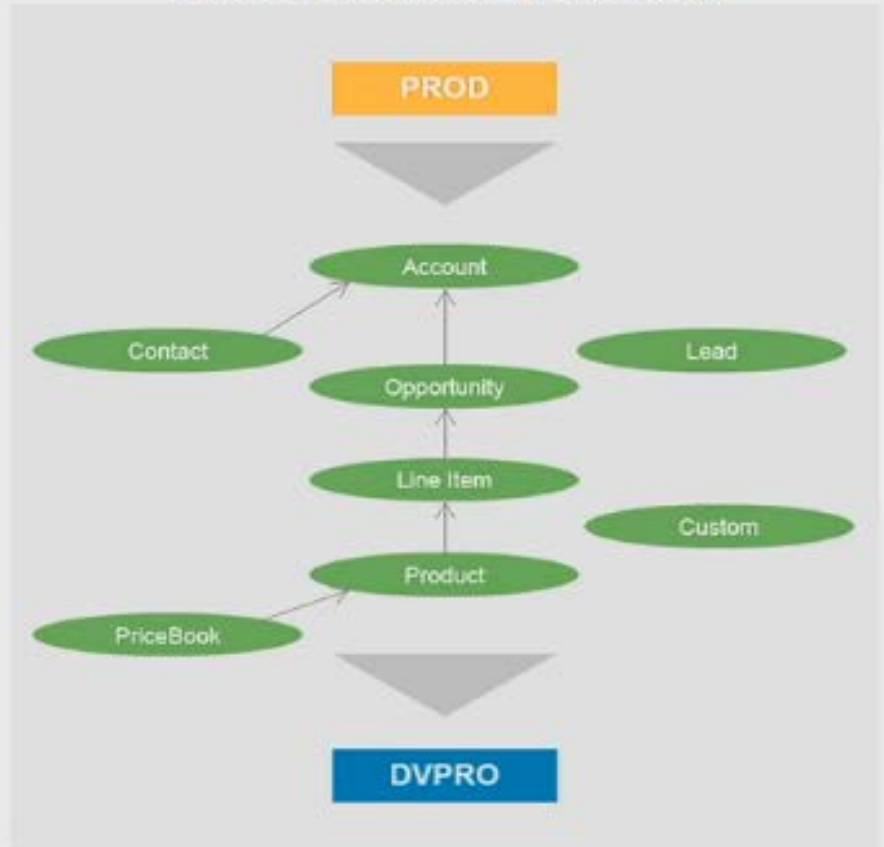 PROD
Account
Contact
Lead
Opportunity
Line Item
Custom
Product
PriceBook
DVPRO